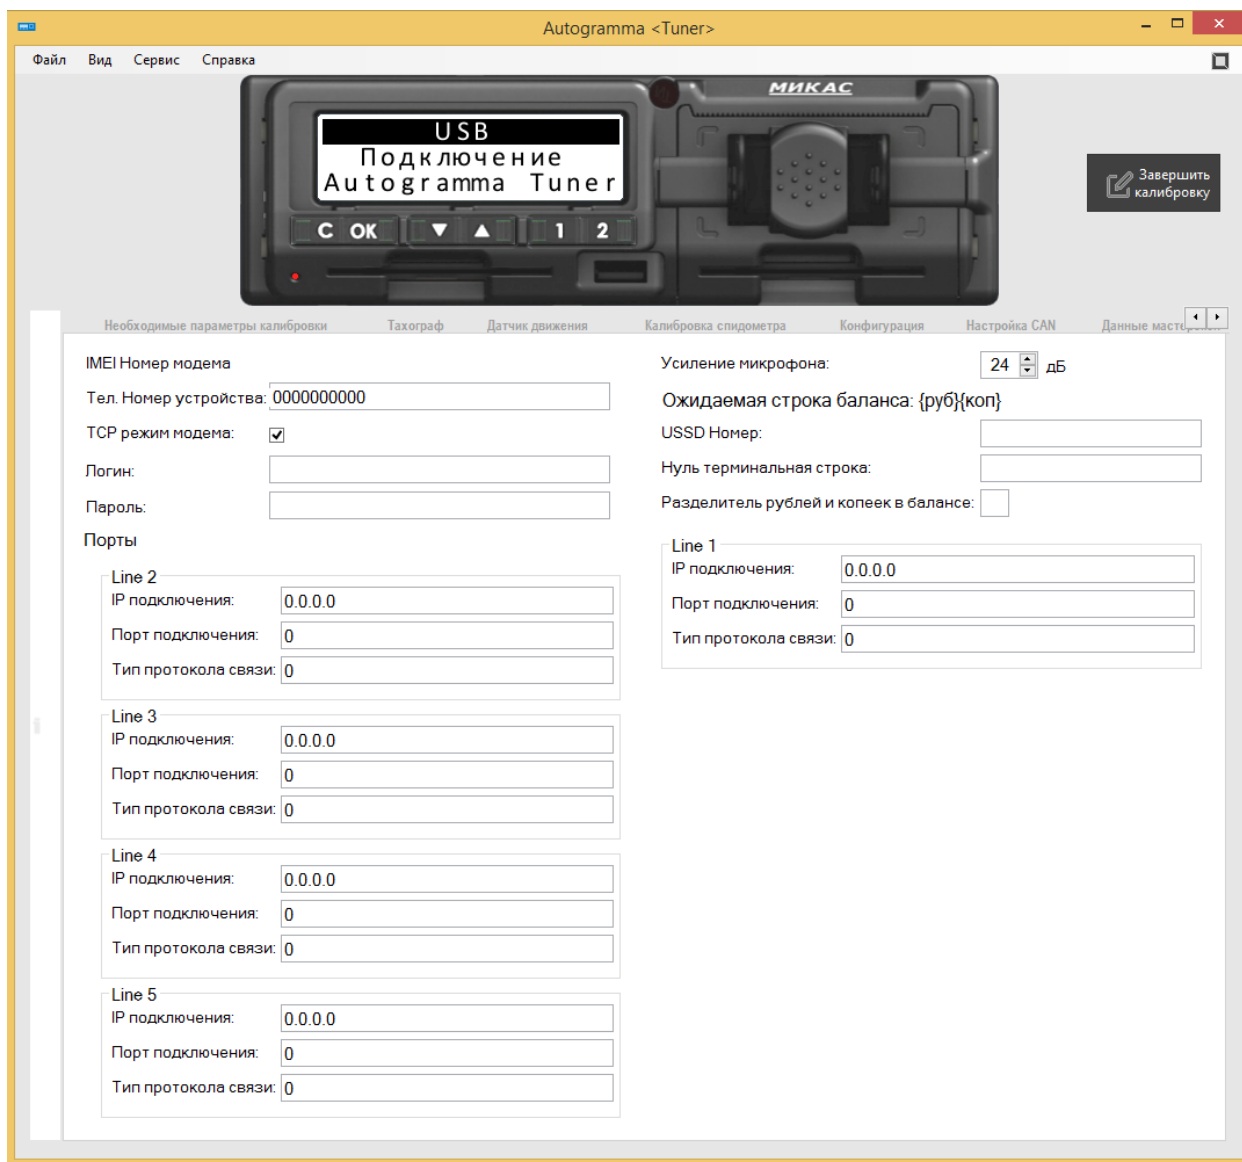 Autogramma <Tuner>
Файл Вид Сервис Справка
МИКАС
USB
Подключение
Autogramma Tuner
C OK 1 2
Завершить
калибровку
Необходимые параметры калибровки Тахограф Датчик движения Калибровка спидометра Конфигурация Настройка CAN Данные
IMEI Номер модема
Тел. Номер устройства: 0000000000
TCP режим модема:
Логин:
Пароль:
Порты
Line 2
IP подключения: 0.0.0.0
Порт подключения: 0
Тип протокола связи: 0
Line 3
IP подключения: 0.0.0.0
Порт подключения: 0
Тип протокола связи: 0
Line 4
IP подключения: 0.0.0.0
Порт подключения: 0
Тип протокола связи: 0
Line 5
IP подключения: 0.0.0.0
Порт подключения: 0
Тип протокола связи: 0
Усиление микрофона: 24 дБ
Ожидаемая строка баланса: {руб}{коп}
USSD Номер:
Нуль терминальная строка:
Разделитель рублей и копеек в балансе:
Line 1
IP подключения: 0.0.0.0
Порт подключения: 0
Тип протокола связи: 0